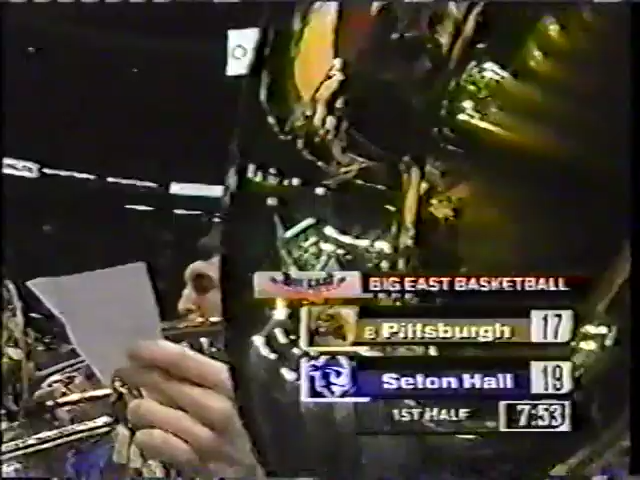 BIG EAST BASKETBALL
8 Pittsburgh 17
Seton Hall 19
1ST HALF 7:53